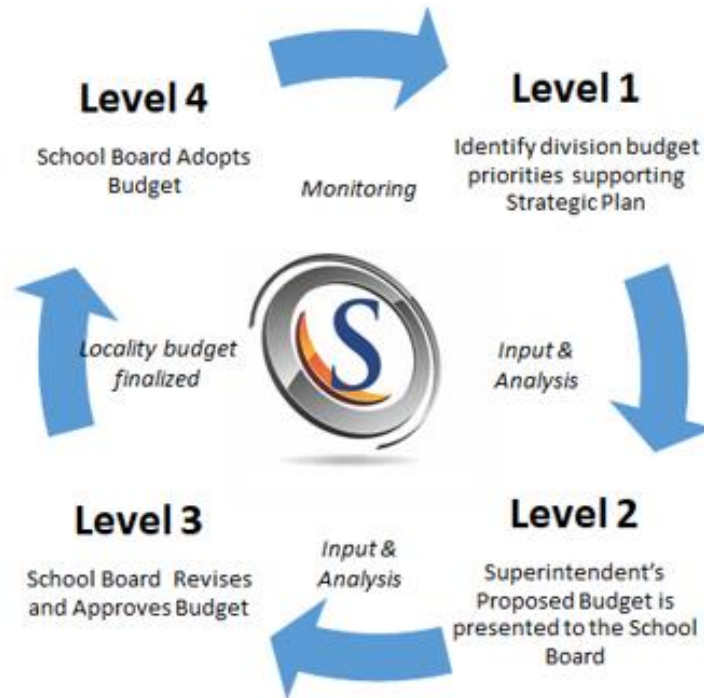 Level 4
School Board Adopts
Budget
Monitoring
Level 1
Identify division budget
priorities supporting
Strategic Plan
Locality budget
finalized
S
Input &
Analysis
Level 3
School Board Revises
and Approves Budget
Input &
Analysis
Level 2
Superintendent's
Proposed Budget is
presented to the School
Board